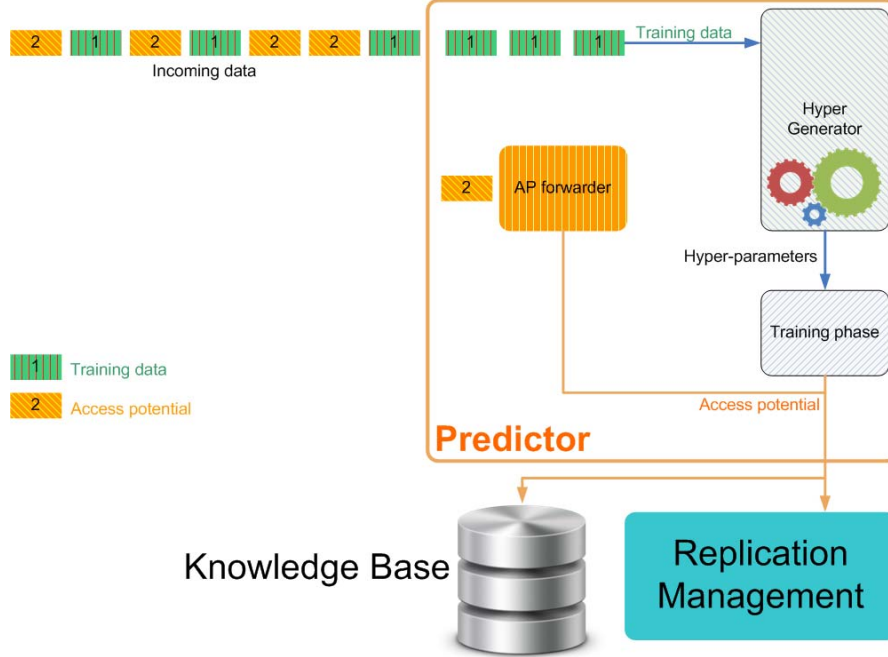 2 1 2 1 2 2 1 1 1 1 Training data
Incoming data
Hyper
Generator
2 AP forwarder
Hyper-parameters
Training phase
1 Training data
2 Access potential
Access potential
Predictor
Knowledge Base
Replication
Management